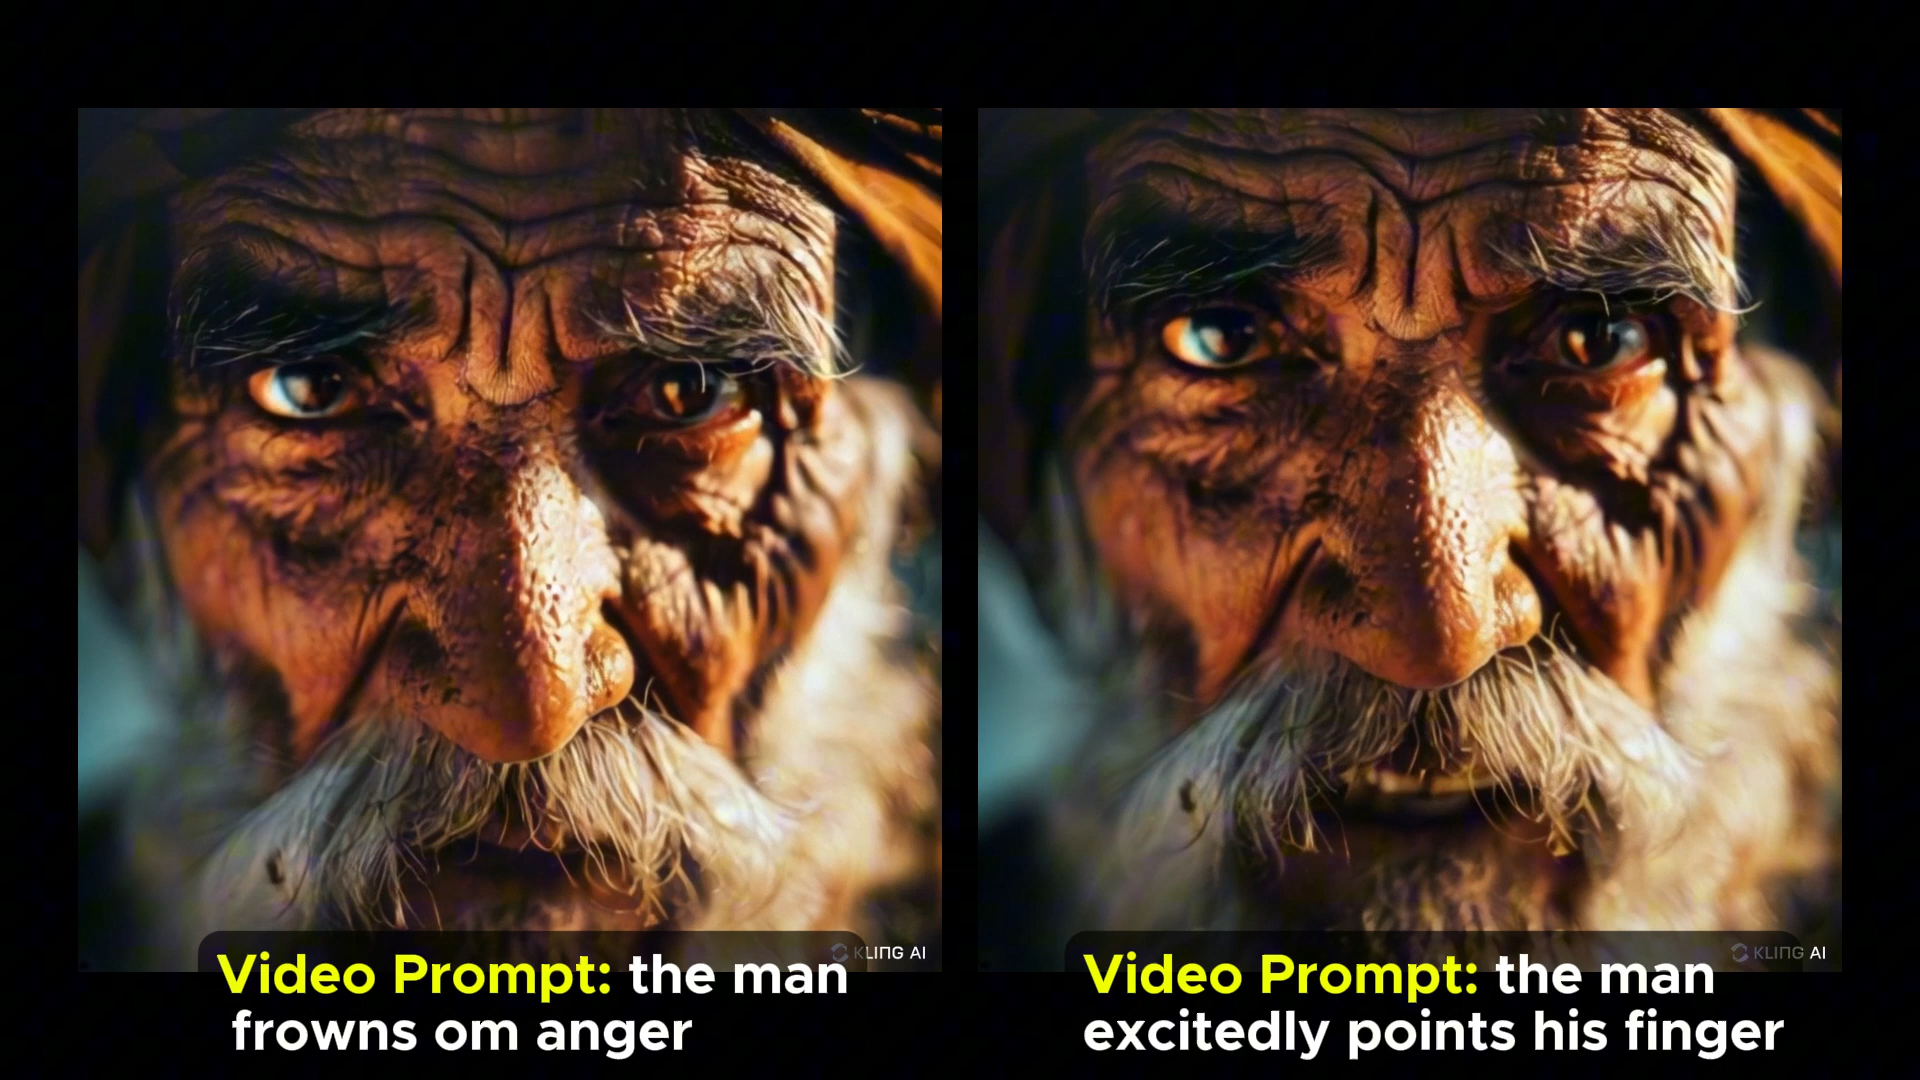 KLING AI
Video Prompt: the man
frowns om anger
KLING AI
Video Prompt: the man
excitedly points his finger